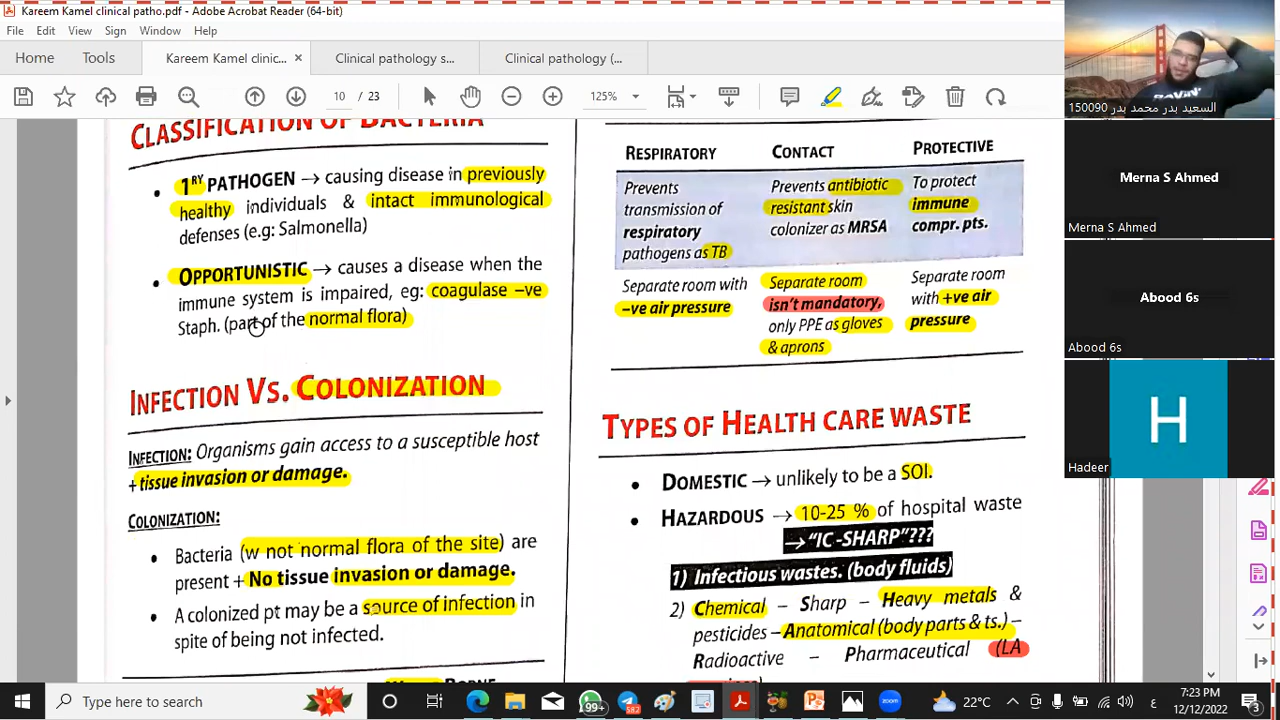 Kareem Kamel clinical patho.pdf - Adobe Acrobat Reader (64-bit)
File Edit View Sign Window Help
Home Tools Kareem Kamel clinic... × Clinical pathology s... Clinical pathology (...
10 / 23 125%
CLASSIFICATION OF BACTERIA
• 1RY PATHOGEN → causing disease in previously
healthy individuals & intact immunological
defenses (e.g: Salmonella)
• OPPORTUNISTIC → causes a disease when the
immune system is impaired, eg: coagulase –ve
Staph. (part of the normal flora)
INFECTION VS. COLONIZATION
INFECTION: Organisms gain access to a susceptible host
+ tissue invasion or damage.
COLONIZATION:
• Bacteria (w not normal flora of the site) are
present + No tissue invasion or damage.
• A colonized pt may be a source of infection in
spite of being not infected.
BORNE
RESPIRATORY CONTACT PROTECTIVE
Prevents
transmission of
respiratory
pathogens as TB
Prevents antibiotic
resistant skin
colonizer as MRSA
To protect
immune
compr. pts.
Separate room with
–ve air pressure
Separate room
isn't mandatory,
only PPE as gloves
& aprons
Separate room
with +ve air
pressure
TYPES OF HEALTH CARE WASTE
• DOMESTIC → unlikely to be a SOI.
• HAZARDOUS → 10-25 % of hospital waste
→ "IC -SHARP"???
1) Infectious wastes. (body fluids)
2) Chemical – Sharp – Heavy metals &
pesticides – Anatomical (body parts & ts.) –
Radioactive – Pharmaceutical (LA
السعيد بدر محمد بدر 150090
Merna S Ahmed
Merna S Ahmed
Abood 6s
Abood 6s
H
Hadeer
Type here to search
99+
582
zoom
22°C
ع
7:23 PM
12/12/2022
3